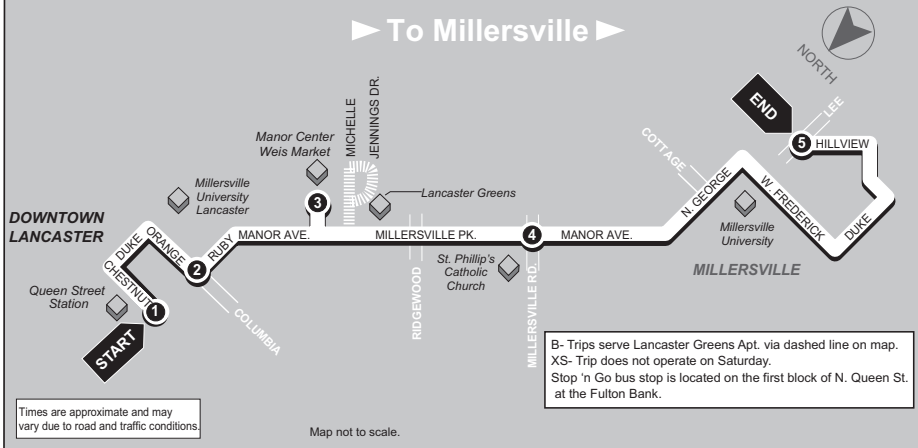 To Millersville
NORTH
END
LEE
5
HILLVIEW
MICHELLE
JENNINGS DR.
Manor Center
Weis Market
COTTAGE
N. GEORGE
W. FREDERICK
DUKE
Millersville
University
Lancaster
3
Lancaster Greens
Millersville
University
MILLERSVILLE
DOWNTOWN
LANCASTER
DUKE
ORANGE
RUBY
MANOR AVE.
MILLERSVILLE PK.
4
MANOR AVE.
2
CHESTNUT
St. Phillip's
Catholic
Church
Queen Street
Station
1
COLUMBIA
RIDGEWOOD
MILLERSVILLE RD.
START
B- Trips serve Lancaster Greens Apt. via dashed line on map.
XS- Trip does not operate on Saturday.
Stop ‘n Go bus stop is located on the first block of N. Queen St.
at the Fulton Bank.
Times are approximate and may
vary due to road and traffic conditions.
Map not to scale.